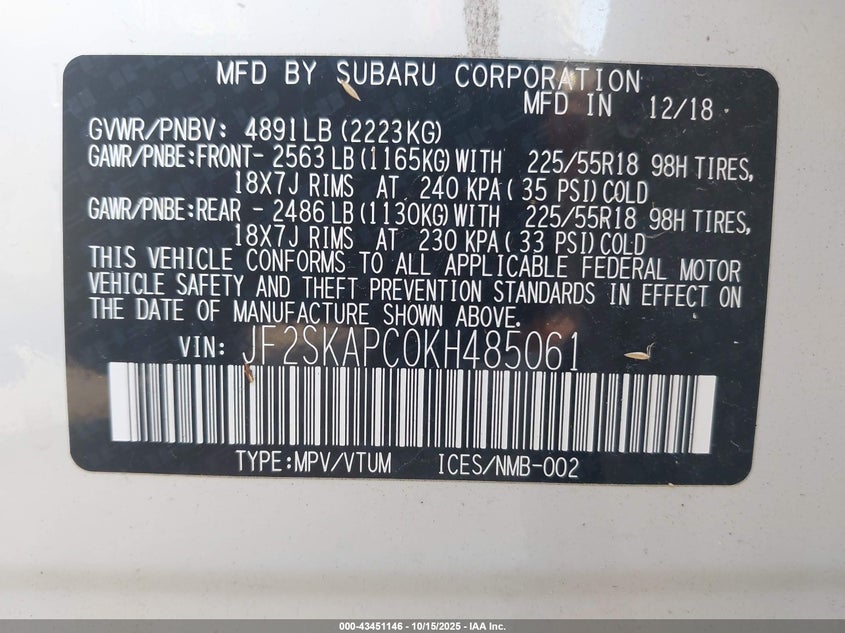 MFD BY SUBARU CORPORATION
MFD IN 12/18
GVWR/PNBV: 4891LB (2223KG)
GAWR/PNBE:FRONT- 2563 LB (1165KG) WITH 225/55R18 98H TIRES,
18X7J RIMS AT 240 KPA ( 35 PSI) COLD
GAWR/PNBE:REAR - 2486 LB (1130KG) WITH 225/55R18 98H TIRES,
18X7J RIMS AT 230 KPA ( 33 PSI) COLD
THIS VEHICLE CONFORMS TO ALL APPLICABLE FEDERAL MOTOR
VEHICLE SAFETY AND THEFT PREVENTION STANDARDS IN EFFECT ON
THE DATE OF MANUFACTURE SHOWN ABOVE.
VIN: JF2SKAPC0KH485061
TYPE:MPV/VTUM ICES/NMB-002
000-43451146 - 10/15/2025 - IAA Inc.